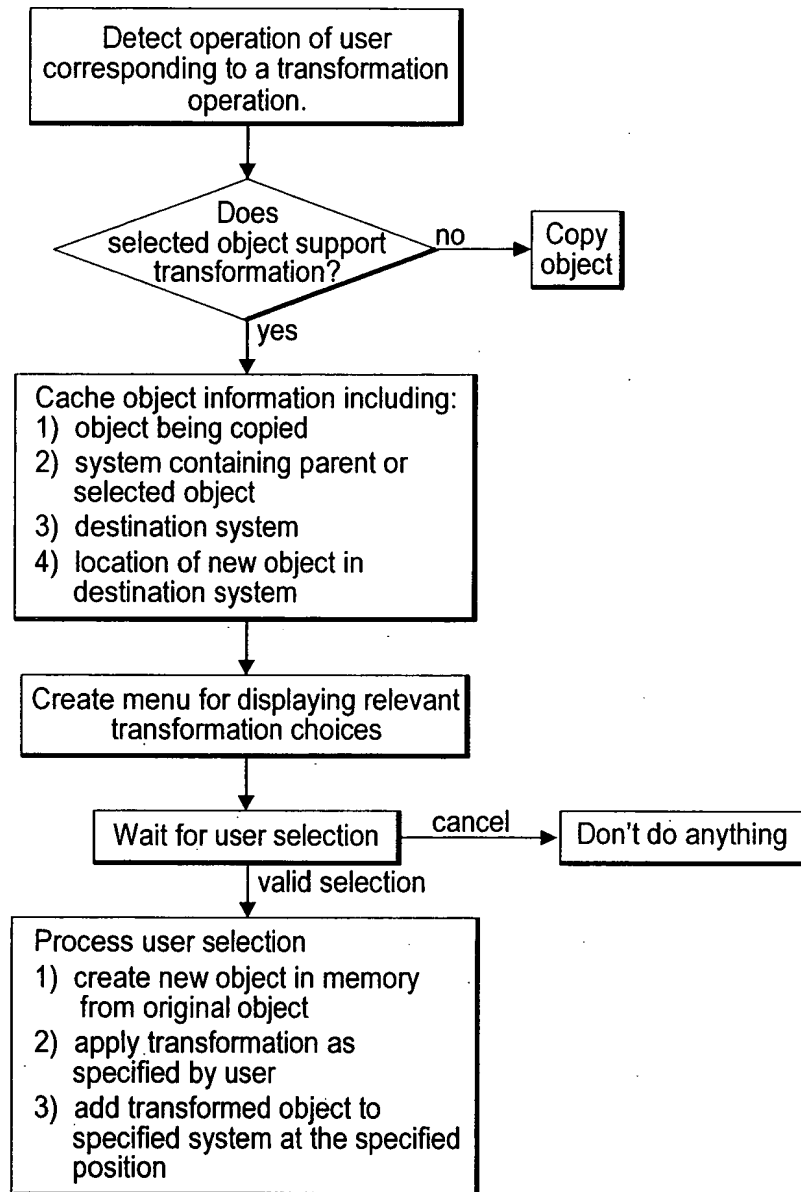 Detect operation of user
corresponding to a transformation
operation.
Does
selected object support
transformation?
no
Copy
object
yes
Cache object information including:
1) object being copied
2) system containing parent or
selected object
3) destination system
4) location of new object in
destination system
Create menu for displaying relevant
transformation choices
Wait for user selection
cancel
Don't do anything
valid selection
Process user selection
1) create new object in memory
from original object
2) apply transformation as
specified by user
3) add transformed object to
specified system at the specified
position